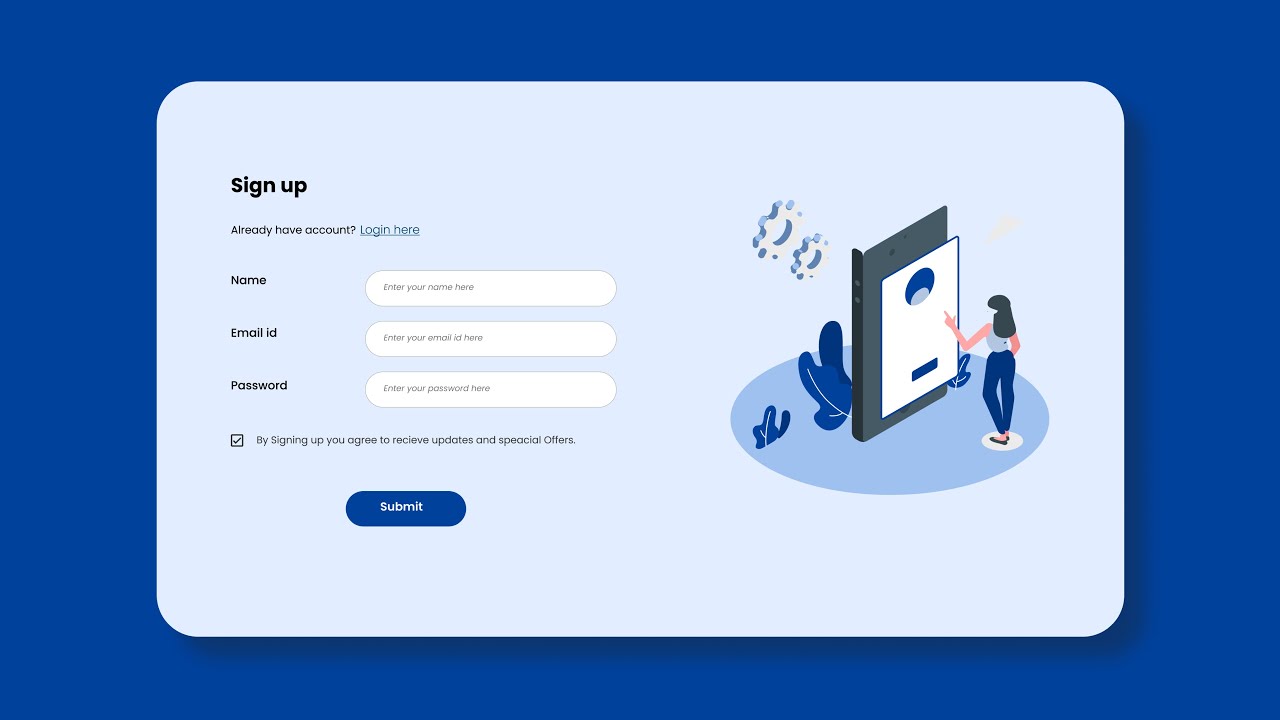 Sign up
Already have account? Login here
Name
Enter your name here
Email id
Enter your email id here
Password
Enter your password here
By Signing up you agree to recieve updates and speacial Offers.
Submit